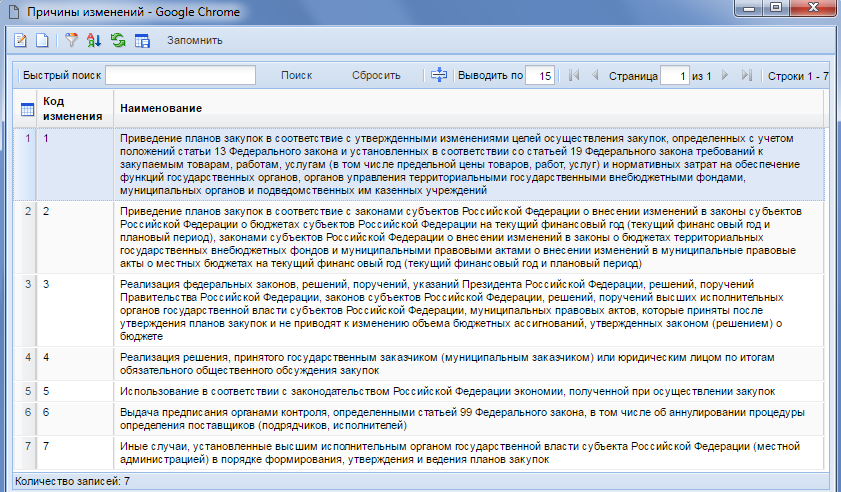 Причины изменений - Google Chrome
Запомнить
Быстрый поиск Поиск Сбросить Выводить по 15 Страница 1 из 1 Строки 1 - 7
Код изменения Наименование
1 1 Приведение планов закупок в соответствие с утвержденными изменениями целей осуществления закупок, определенных с учетом
положений статьи 13 Федерального закона и установленных в соответствии со статьей 19 Федерального закона требований к
закупаемым товарам, работам, услугам (в том числе предельной цены товаров, работ, услуг) и нормативных затрат на обеспечение
функций государственных органов, органов управления территориальными государственными внебюджетными фондами,
муниципальных органов и подведомственных им казенных учреждений
2 2 Приведение планов закупок в соответствие с законами субъектов Российской Федерации о внесении изменений в законы субъектов
Российской Федерации о бюджетах субъектов Российской Федерации на текущий финансовый год (текущий финансовый год и
плановый период), законами субъектов Российской Федерации о внесении изменений в законы о бюджетах территориальных
государственных внебюджетных фондов и муниципальными правовыми актами о внесении изменений в муниципальные правовые
акты о местных бюджетах на текущий финансовый год (текущий финансовый год и плановый период)
3 3 Реализация федеральных законов, решений, поручений, указаний Президента Российской Федерации, решений, поручений
Правительства Российской Федерации, законов субъектов Российской Федерации, решений, поручений высших исполнительных
органов государственной власти субъектов Российской Федерации, муниципальных правовых актов, которые приняты после
утверждения планов закупок и не приводят к изменению объема бюджетных ассигнований, утвержденных законом (решением) о
бюджете
4 4 Реализация решения, принятого государственным заказчиком (муниципальным заказчиком) или юридическим лицом по итогам
обязательного общественного обсуждения закупок
5 5 Использование в соответствии с законодательством Российской Федерации экономии, полученной при осуществлении закупок
6 6 Выдача предписания органами контроля, определенными статьей 99 Федерального закона, в том числе об аннулировании процедуры
определения поставщиков (подрядчиков, исполнителей)
7 7 Иные случаи, установленные высшим исполнительным органом государственной власти субъекта Российской Федерации (местной
администрацией) в порядке формирования, утверждения и ведения планов закупок
Количество записей: 7